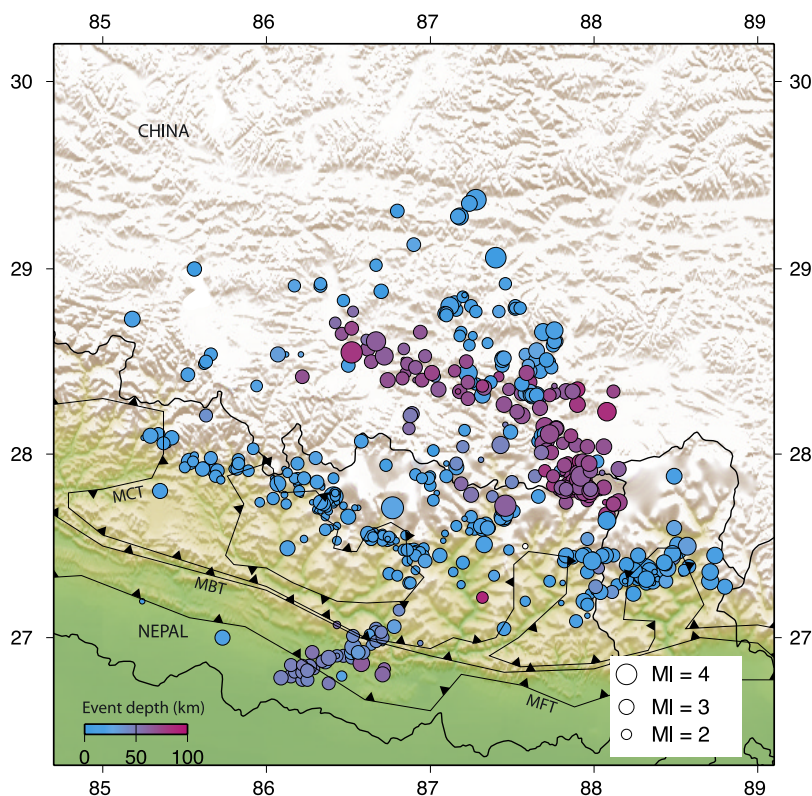 85 86 87 88 89
30 30
CHINA
29 29
28 28
MCT
MBT
NEPAL
27 27
MFT
Ml = 4
Ml = 3
Ml = 2
Event depth (km)
0 50 100
85 86 87 88 89